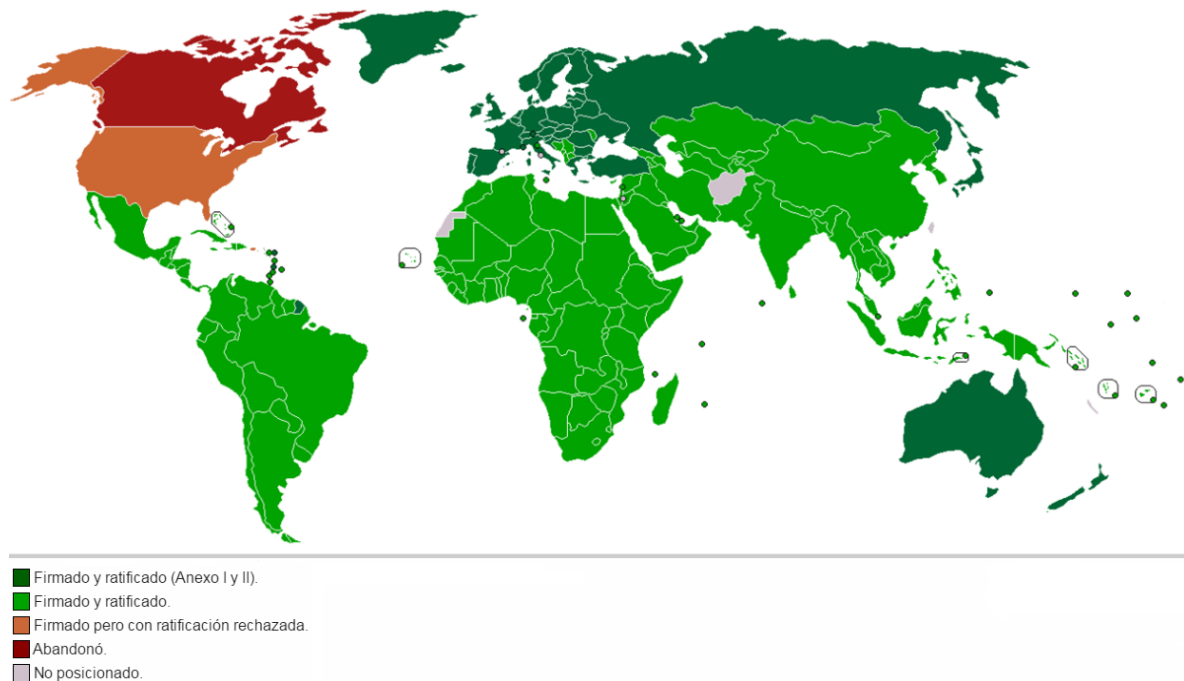 Firmado y ratificado (Anexo I y II).
Firmado y ratificado.
Firmado pero con ratificación rechazada.
Abandonó.
No posicionado.